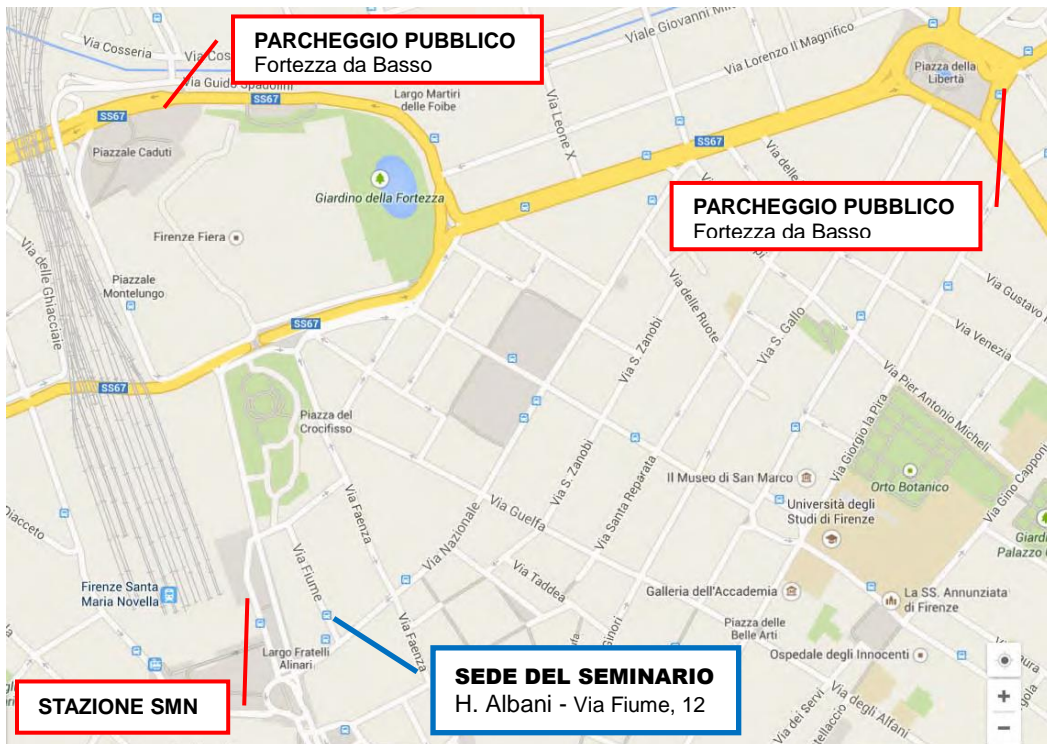 Via Cosseria
PARCHEGGIO PUBBLICO
Fortezza da Basso
Viale Giovanni
Via Lorenzo Il Magnifico
Piazza della
Libertà
Via Guido Spadolini
Largo Martiri
delle Foibe
SS67
SS67
SS67
Via Leone X
Via delle
Piazzale Caduti
Giardino della Fortezza
PARCHEGGIO PUBBLICO
Fortezza da Basso
Firenze Fiera
Via delle Ghiacciaie
Piazzale
Montelungo
Via Gustavo
Via delle Ruote
Via S. Gallo
Via Venezia
SS67
Via S. Zanobi
Via Pier Antonio Micheli
SS67
Piazza del
Crocifisso
Via Giorgio la Pira
Via S. Zanobi
Via Santa Reparata
Il Museo di San Marco
Orto Botanico
Via Gino Capponi
Via Faenza
Via Guelfa
Università degli
Studi di Firenze
Diacceto
Via Nazionale
Giardi
Palazzo
Via Fiume
Via Taddea
Firenze Santa
Maria Novella
Galleria dell'Accademia
La SS. Annunziata
di Firenze
Via Faenza
Ginori
Piazza delle
Belle Arti
Largo Fratelli
Alinari
Ospedale degli Innocenti
SEDE DEL SEMINARIO
H. Albani - Via Fiume, 12
STAZIONE SMN
Via dei Servi
Via degli Alfani
+
−